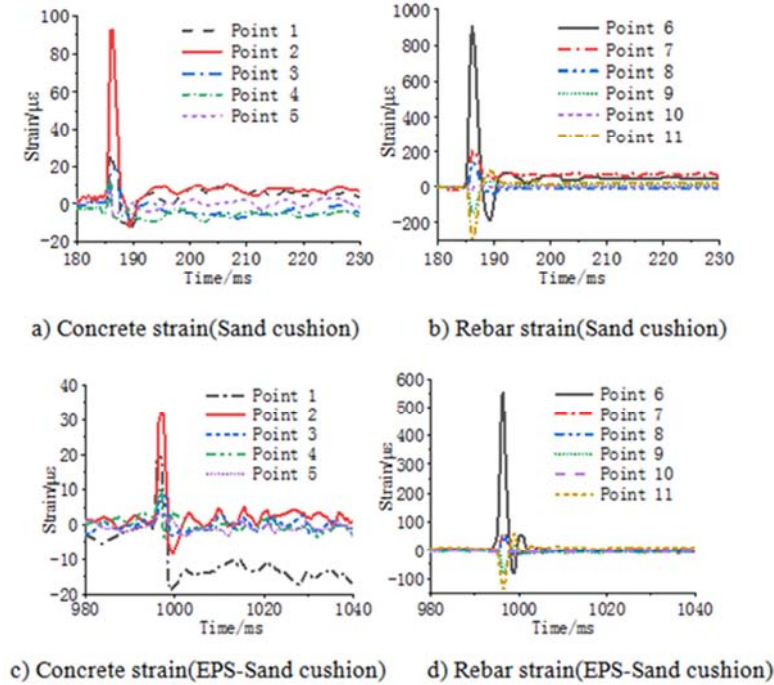 100
80
60
40
20
0
-20
Strain/με
Point 1
Point 2
Point 3
Point 4
Point 5
180 190 200 210 220 230
Time/ms
a) Concrete strain(Sand cushion)
1000
800
600
400
200
0
-200
Strain/με
Point 6
Point 7
Point 8
Point 9
Point 10
Point 11
180 190 200 210 220 230
Time/ms
b) Rebar strain(Sand cushion)
40
30
20
10
0
-10
-20
Strain/με
Point 1
Point 2
Point 3
Point 4
Point 5
980 1000 1020 1040
Time/ms
c) Concrete strain(EPS-Sand cushion)
600
500
400
300
200
100
0
-100
Strain/με
Point 6
Point 7
Point 8
Point 9
Point 10
Point 11
980 1000 1020 1040
Time/ms
d) Rebar strain(EPS-Sand cushion)